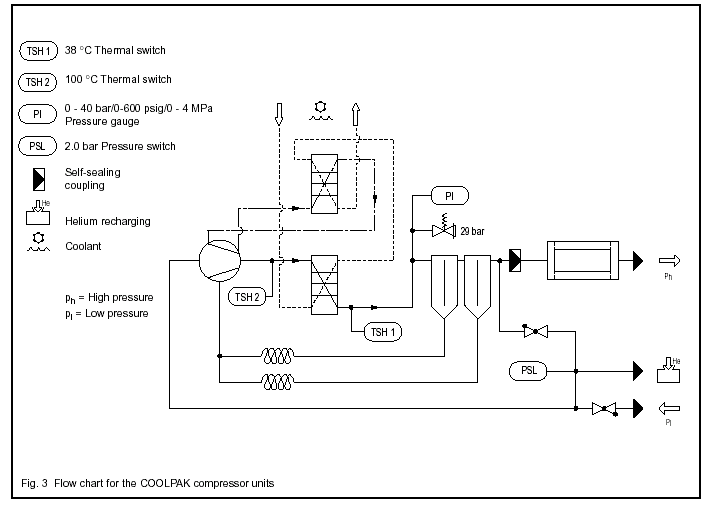 TSH 1 38 °C Thermal switch
TSH 2 100 °C Thermal switch
PI 0 - 40 bar/0-600 psig/0 - 4 MPa
Pressure gauge
PSL 2.0 bar Pressure switch
Self-sealing
coupling
He
Helium recharging
Coolant
ph = High pressure
pl = Low pressure
PI
29 bar
TSH 2
TSH 1
Ph
PSL
He
Pl
Fig. 3 Flow chart for the COOLPAK compressor units